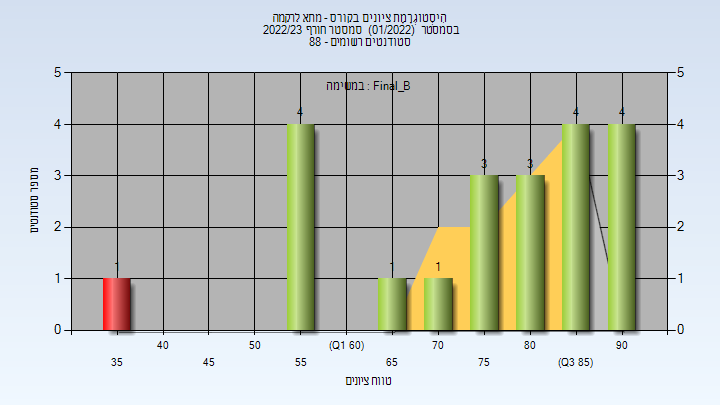 היסטוגרמת ציונים בקורס - מתא לרקמה
בסמסטר (01/2022) סמסטר חורף 2022/23
סטודנטים רשומים - 88
במשימה : Final_B
מספר סטודנטים
5 5
4 4
3 3
2 2
1 1
0 0
1 4 1 1 3 3 4 4
40 50 (Q1 60) 70 80 90
35 45 55 65 75 (Q3 85)
טווח ציונים